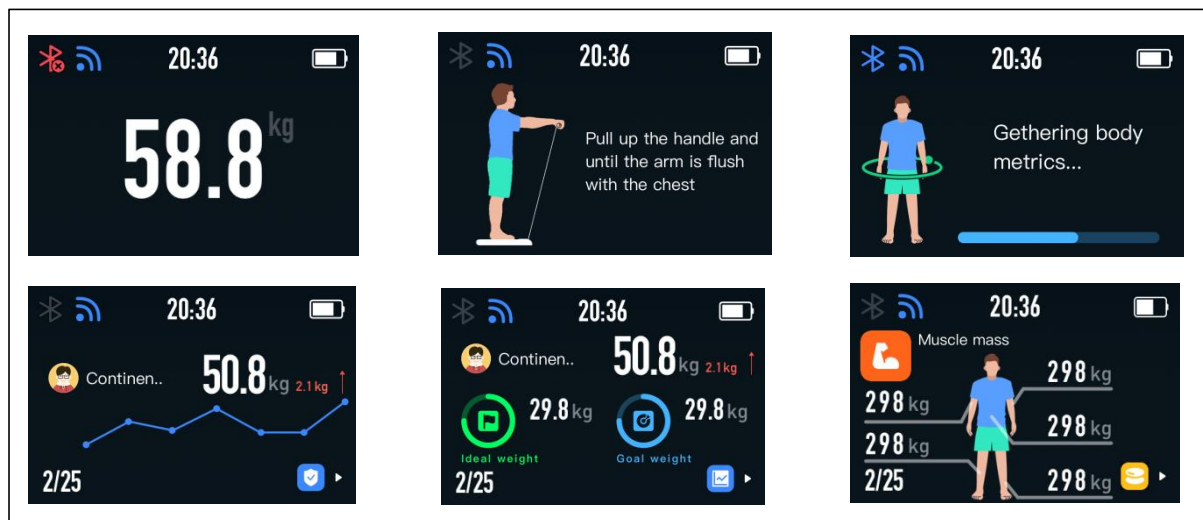 20:36
58.8 kg
20:36
Pull up the handle and
until the arm is flush
with the chest
20:36
Gethering body
metrics...
20:36
Continen..
50.8 kg 2.1 kg
2/25
20:36
Continen..
50.8 kg 2.1 kg
29.8 kg
29.8 kg
Ideal weight
Goal weight
2/25
20:36
Muscle mass
298 kg
298 kg
298 kg
298 kg
2/25
298 kg